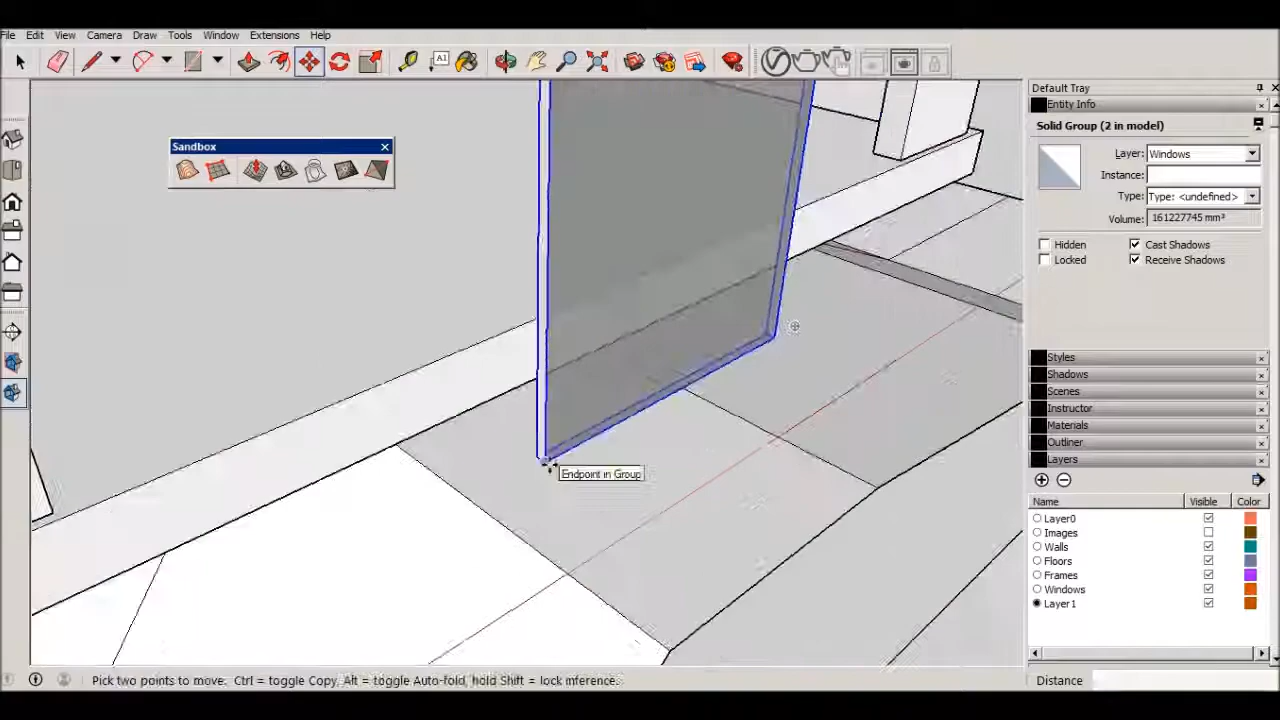 File Edit View Camera Draw Tools Window Extensions Help
A1
Default Tray
Entity Info
Solid Group (2 in model)
Layer: Windows
Instance:
Type: Type: <undefined>
Volume: 161227745 mm³
Hidden Cast Shadows
Locked Receive Shadows
Sandbox
Endpoint in Group
Styles
Shadows
Scenes
Instructor
Materials
Outliner
Layers
Name Visible Color
Layer0
Images
Walls
Floors
Frames
Windows
Layer1
Pick two points to move. Ctrl = toggle Copy, Alt = toggle Auto-fold, hold Shift = lock inference.
Distance